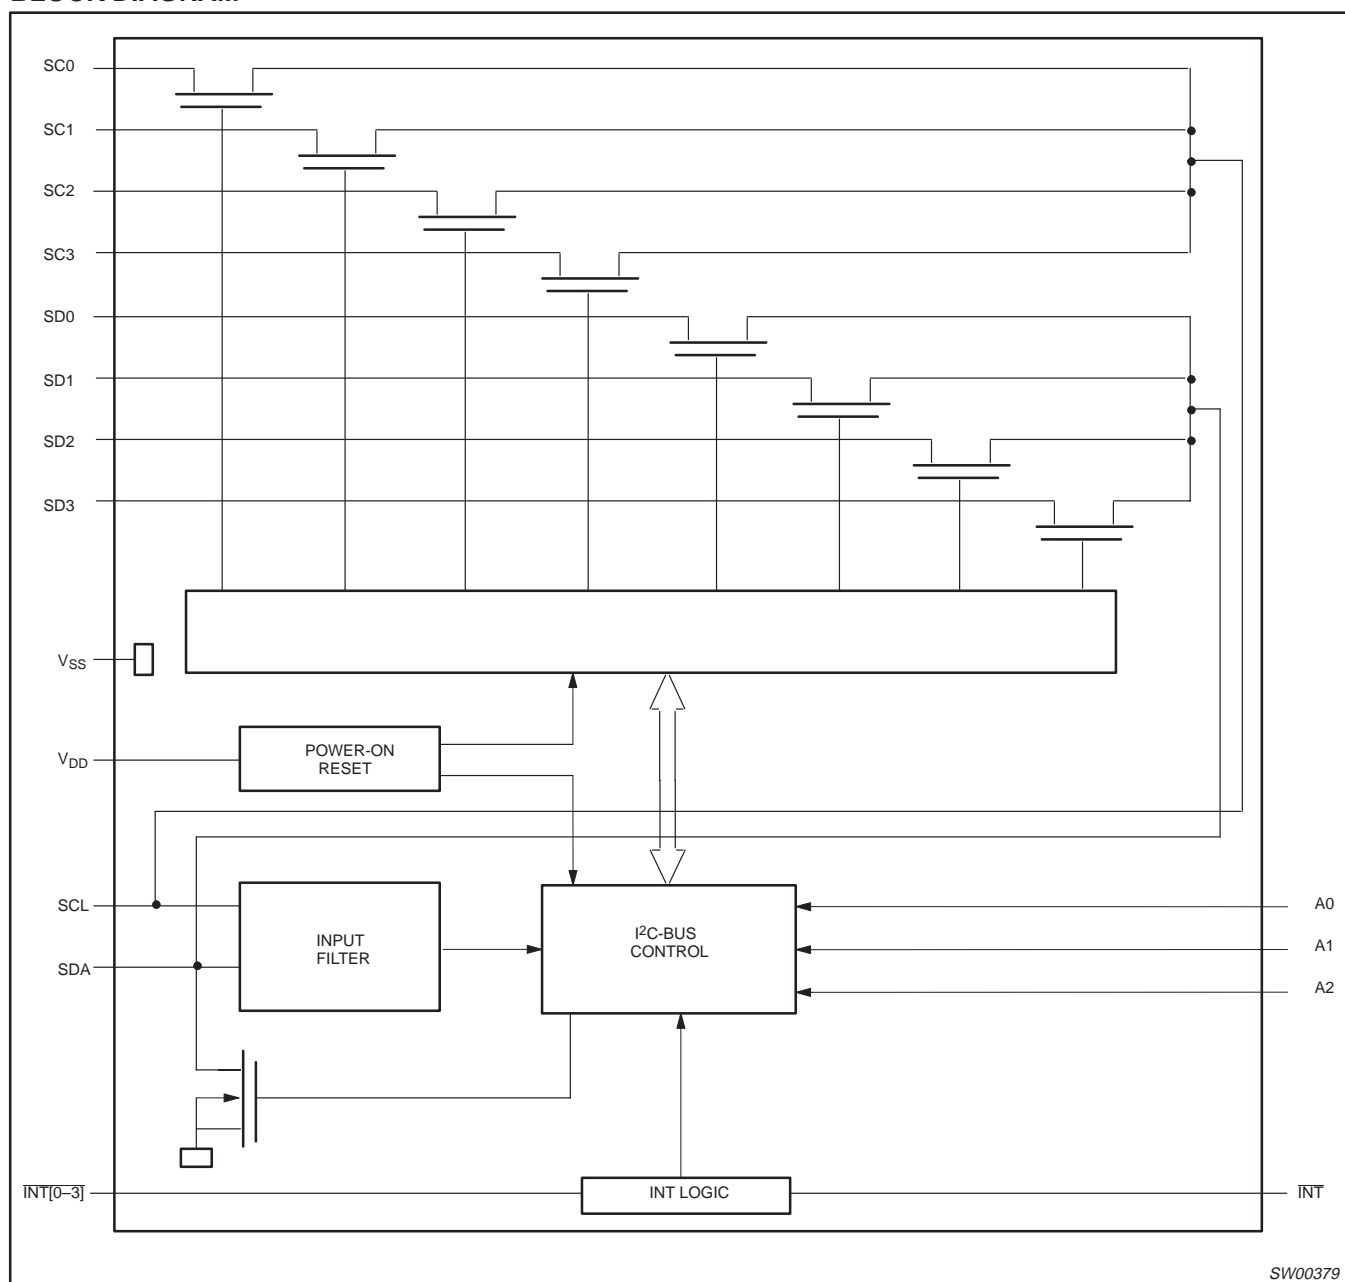 SC0
SC1
SC2
SC3
SD0
SD1
SD2
SD3
VSS
VDD
POWER-ON
RESET
SCL
SDA
INPUT
FILTER
I²C-BUS
CONTROL
A0
A1
A2
INT[0–3]
INT LOGIC
INT
SW00379